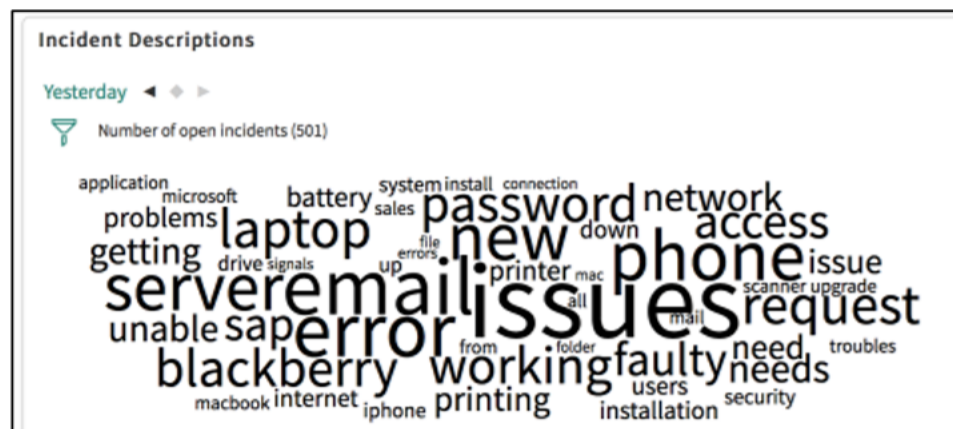 Incident Descriptions
Yesterday
Number of open incidents (501)
application
microsoft
battery
system install connection
sales
password network
problems laptop new down access
getting
file
errors
drive signals
up
printer mac
phone issue
scanner upgrade
server email issues request
all
mail
unable sap error
from
folder
faulty need
troubles
blackberry working needs
users
security
macbook internet
iphone printing
installation